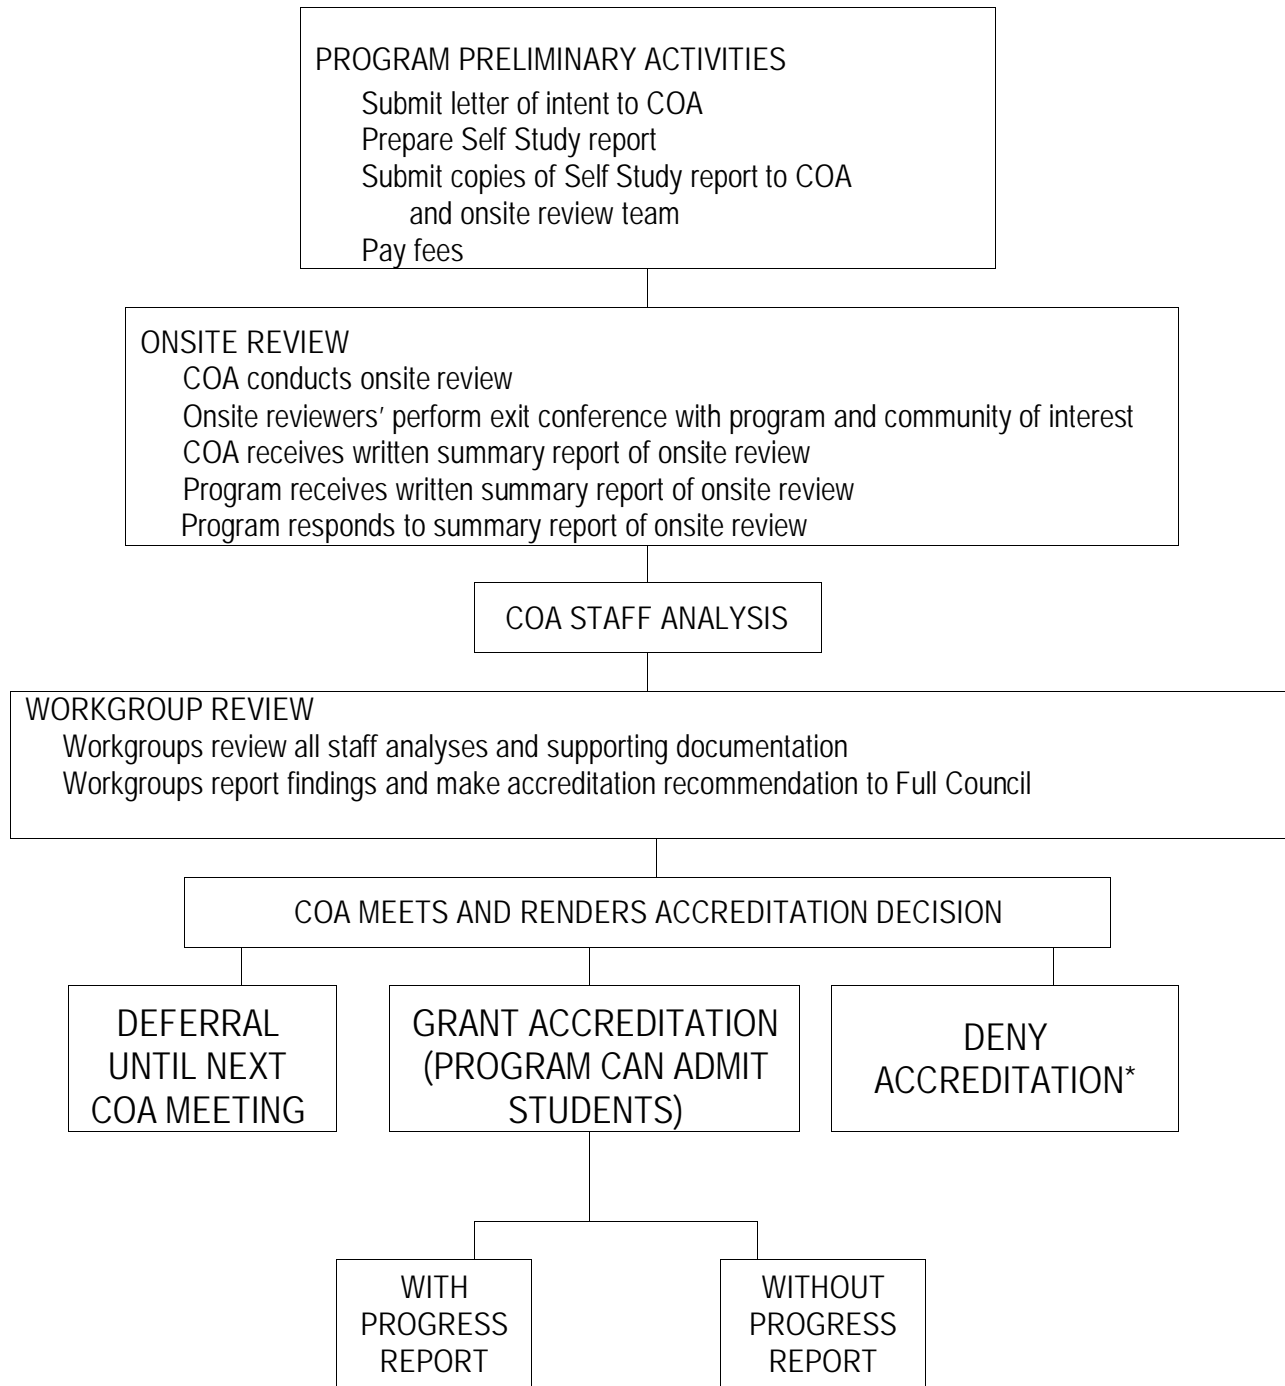 PROGRAM PRELIMINARY ACTIVITIES
Submit letter of intent to COA
Prepare Self Study report
Submit copies of Self Study report to COA
and onsite review team
Pay fees
ONSITE REVIEW
COA conducts onsite review
Onsite reviewers’ perform exit conference with program and community of interest
COA receives written summary report of onsite review
Program receives written summary report of onsite review
Program responds to summary report of onsite review
COA STAFF ANALYSIS
WORKGROUP REVIEW
Workgroups review all staff analyses and supporting documentation
Workgroups report findings and make accreditation recommendation to Full Council
COA MEETS AND RENDERS ACCREDITATION DECISION
DEFERRAL
UNTIL NEXT
COA MEETING
GRANT ACCREDITATION
(PROGRAM CAN ADMIT
STUDENTS)
DENY
ACCREDITATION*
WITH
PROGRESS
REPORT
WITHOUT
PROGRESS
REPORT